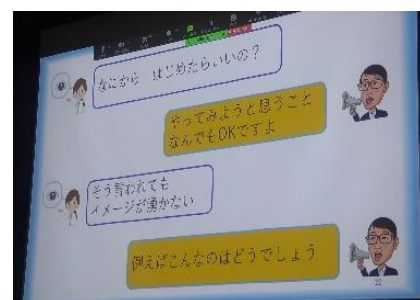 なにから はじめたらいいの？
やってみようと思うこと
なんでもOKですよ
そう言われても
イメージが湧かない
例えばこんなのはどうでしょう
22